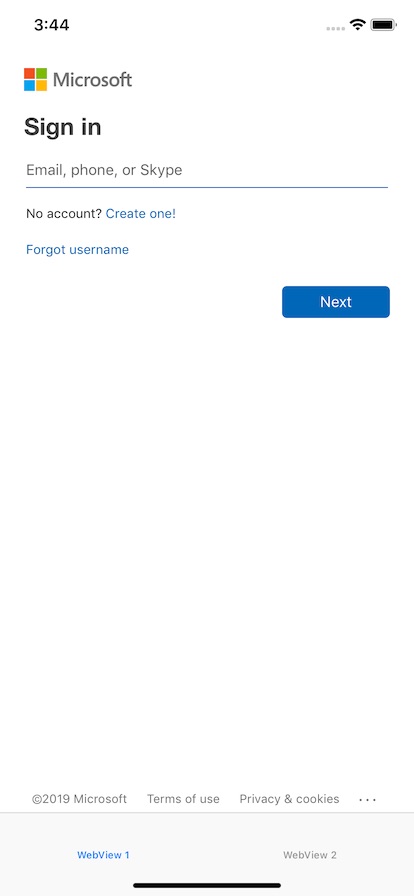 3:44
Microsoft
Sign in
Email, phone, or Skype
No account? Create one!
Forgot username
Next
©2019 Microsoft Terms of use Privacy & cookies ...
WebView 1 WebView 2